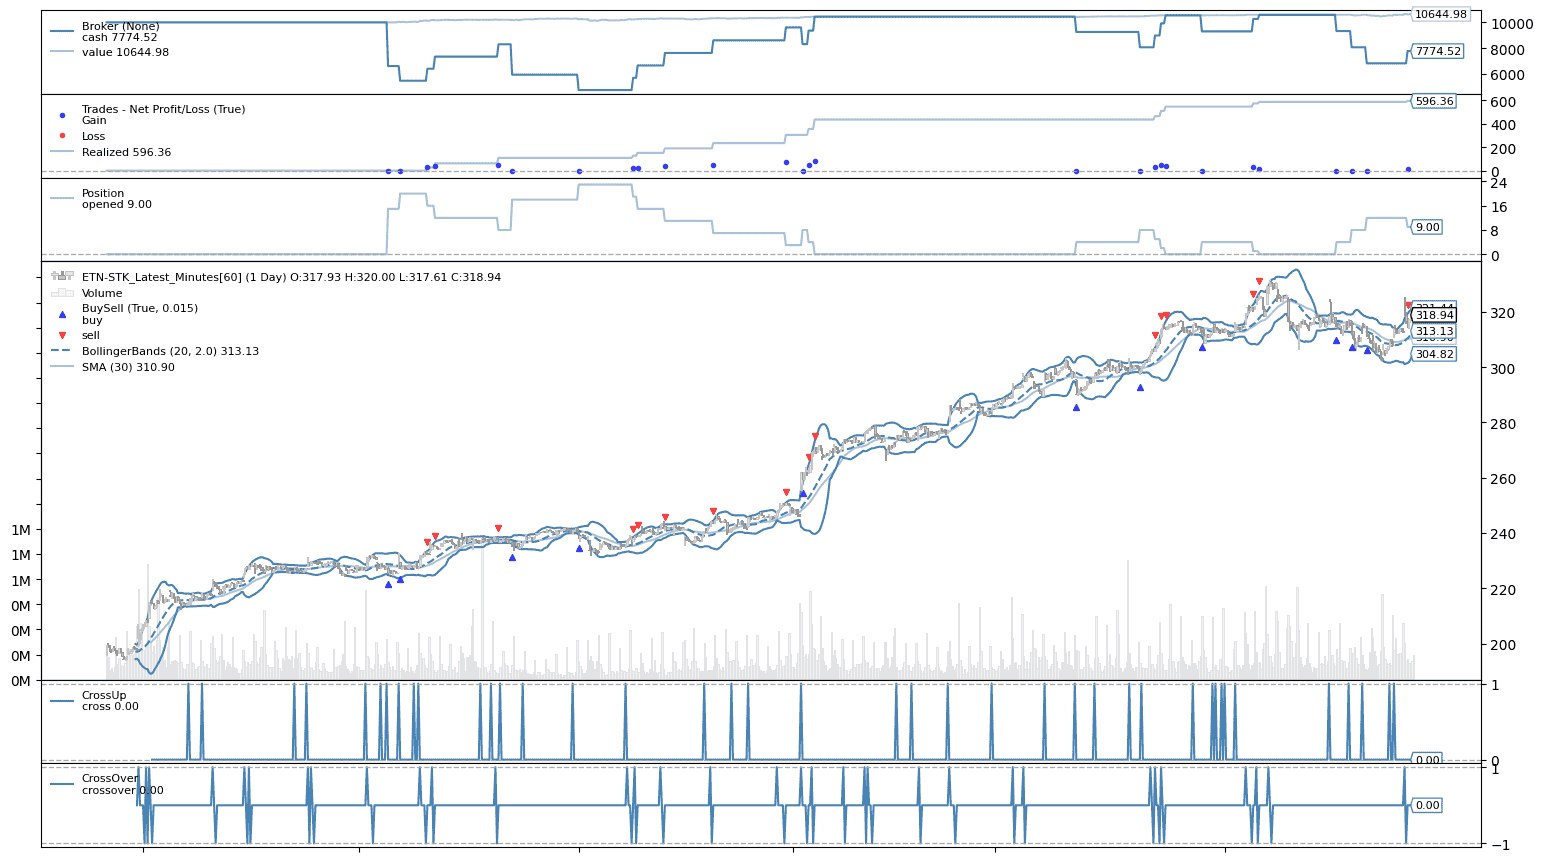 Broker (None)
cash 7774.52
value 10644.98
10644.98
10000
8000
7774.52
6000
Trades - Net Profit/Loss (True)
Gain
Loss
Realized 596.36
596.36
600
400
200
0
Position
opened 9.00
24
16
9.00
8
0
ETN-STK_Latest_Minutes[60] (1 Day) O:317.93 H:320.00 L:317.61 C:318.94
Volume
BuySell (True, 0.015)
buy
sell
BollingerBands (20, 2.0) 313.13
SMA (30) 310.90
321.44
318.94
313.13
310.90
304.82
320
300
280
260
240
220
200
1M
1M
1M
0M
0M
0M
0M
CrossUp
cross 0.00
1
0.00
0
CrossOver
crossover 0.00
1
0.00
−1